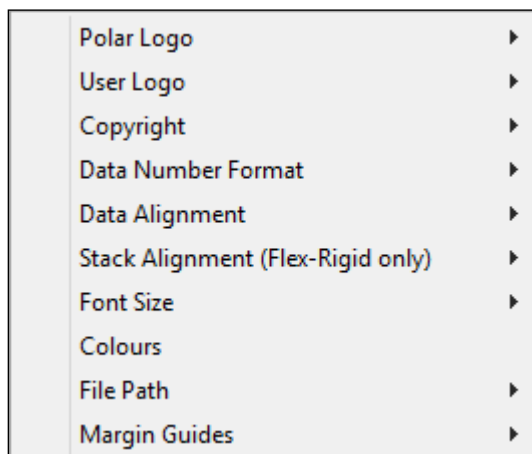 Polar Logo
User Logo
Copyright
Data Number Format
Data Alignment
Stack Alignment (Flex-Rigid only)
Font Size
Colours
File Path
Margin Guides